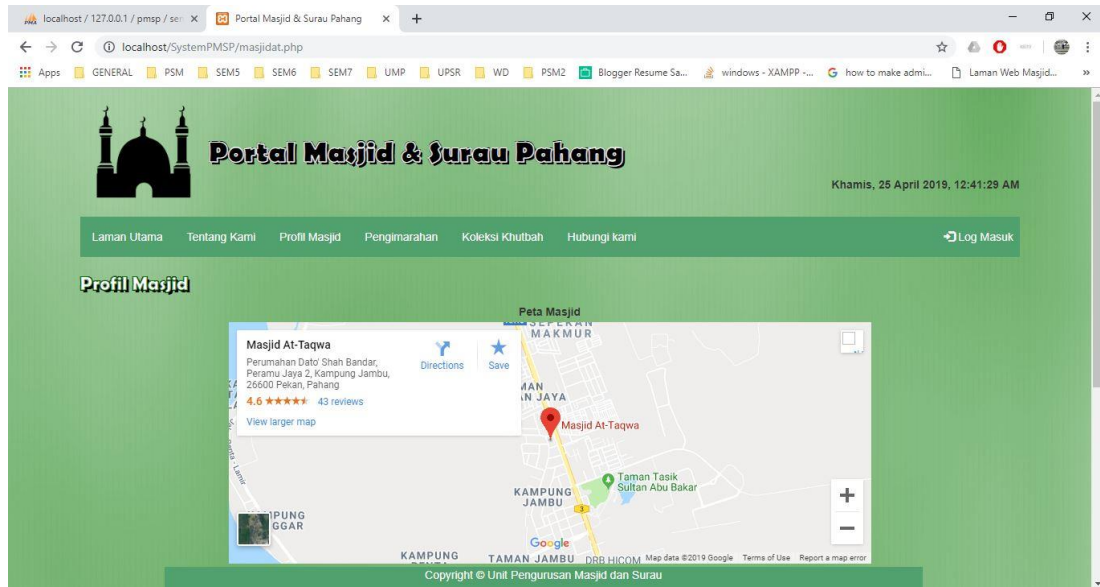 localhost / 127.0.0.1 / pmsp / ser
Portal Masjid & Surau Pahang
localhost/SystemPMSP/masjidat.php
Apps GENERAL PSM SEM5 SEM6 SEM7 UMP UPSR WD PSM2 Blogger Resume Sa... windows - XAMPP -... how to make admi... Laman Web Masjid... »
Portal Masjid & Surau Pahang
Khamis, 25 April 2019, 12:41:29 AM
Laman Utama Tentang Kami Profil Masjid Pengimarahan Koleksi Khutbah Hubungi kami Log Masuk
Profil Masjid
Peta Masjid
Masjid At-Taqwa
Perumahan Dato' Shah Bandar,
Peramu Jaya 2, Kampung Jambu,
26600 Pekan, Pahang
4.6 43 reviews
View larger map
Directions
Save
MAKMUR
Masjid At-Taqwa
Taman Tasik
Sultan Abu Bakar
KAMPUNG
JAMBU
3
Google
KAMPUNG
TAMAN JAMBU
DRB HICOM
Map data ©2019 Google Terms of Use Report a map error
Copyright © Unit Pengurusan Masjid dan Surau